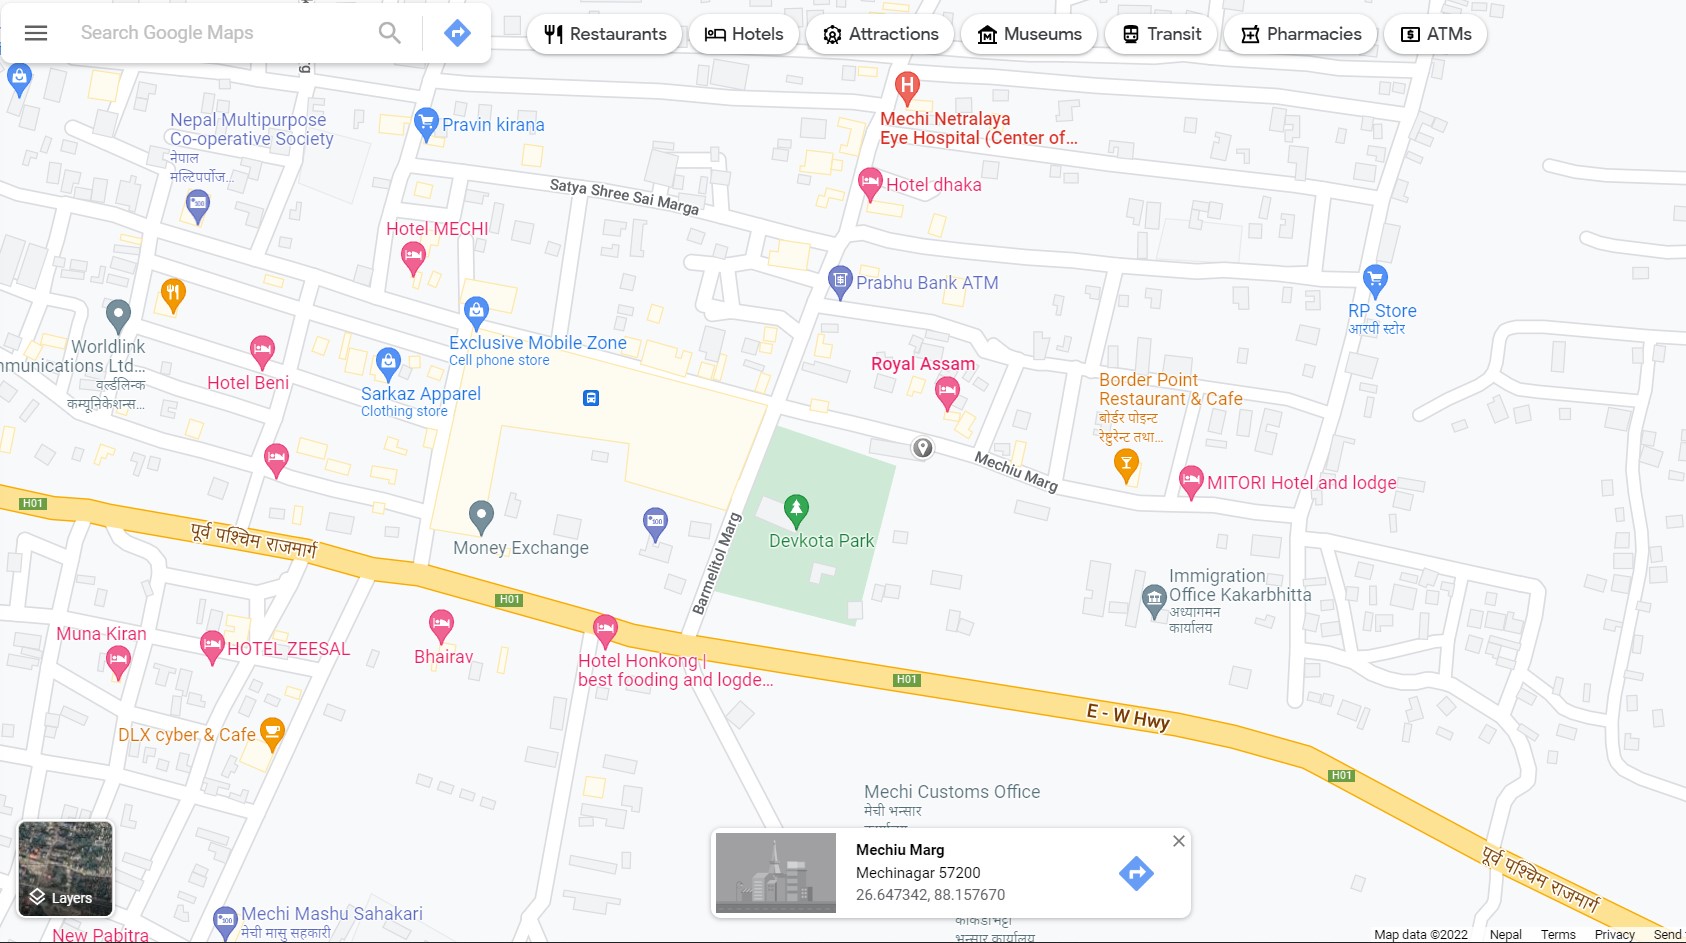 Search Google Maps
Restaurants
Hotels
Attractions
Museums
Transit
Pharmacies
ATMs
Nepal Multipurpose
Co-operative Society
नेपाल
मल्टिपर्पोज...
Pravin kirana
Mechi Netralaya
Eye Hospital (Center of...
Hotel dhaka
Satya Shree Sai Marga
Hotel MECHI
Prabhu Bank ATM
RP Store
आरपी स्टोर
Worldlink
mmunications Ltd...
वर्ल्डलिन्क
कम्यूनिकेशन्स...
Hotel Beni
Exclusive Mobile Zone
Cell phone store
Sarkaz Apparel
Clothing store
Royal Assam
Border Point
Restaurant & Cafe
बोर्डर पोइन्ट
रेष्टुरेन्ट तथा...
Mechiu Marg
MITORI Hotel and lodge
H01
पूर्व पश्चिम राजमार्ग
Money Exchange
Barmelitol Marg
Devkota Park
Immigration
Office Kakarbhitta
अध्यागमन
कार्यालय
H01
Muna Kiran
HOTEL ZEESAL
Bhairav
Hotel Honkong |
best fooding and logde...
H01
E - W Hwy
DLX cyber & Cafe
H01
Mechi Customs Office
मेची भन्सार
Mechiu Marg
Mechinagar 57200
26.647342, 88.157670
पूर्व पश्चिम राजमार्ग
Layers
Mechi Mashu Sahakari
मेची मासु सहकारी
New Pabitra
भन्सार कार्यालय
Map data ©2022 Nepal Terms Privacy Send